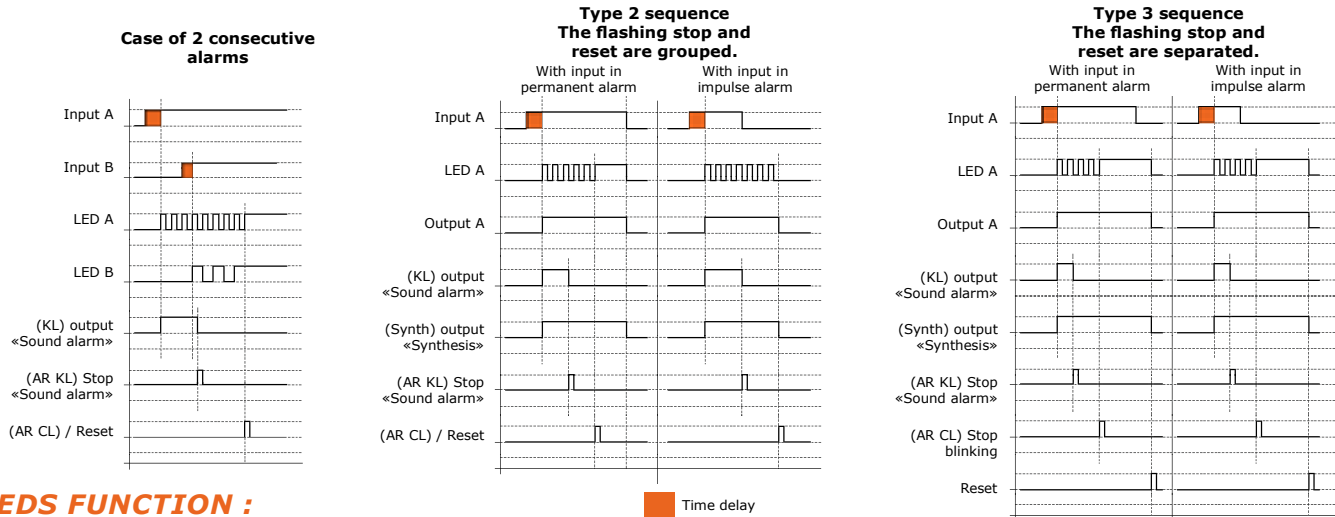 Case of 2 consecutive
alarms
Input A
Input B
LED A
LED B
(KL) output
«Sound alarm»
(AR KL) Stop
«Sound alarm»
(AR CL) / Reset
Type 2 sequence
The flashing stop and
reset are grouped.
With input in
permanent alarm
With input in
impulse alarm
Input A
LED A
Output A
(KL) output
«Sound alarm»
(Synth) output
«Synthesis»
(AR KL) Stop
«Sound alarm»
(AR CL) / Reset
Time delay
Type 3 sequence
The flashing stop and
reset are separated.
With input in
permanent alarm
With input in
impulse alarm
Input A
LED A
Output A
(KL) output
«Sound alarm»
(Synth) output
«Synthesis»
(AR KL) Stop
«Sound alarm»
(AR CL) Stop
blinking
Reset
EDS FUNCTION :